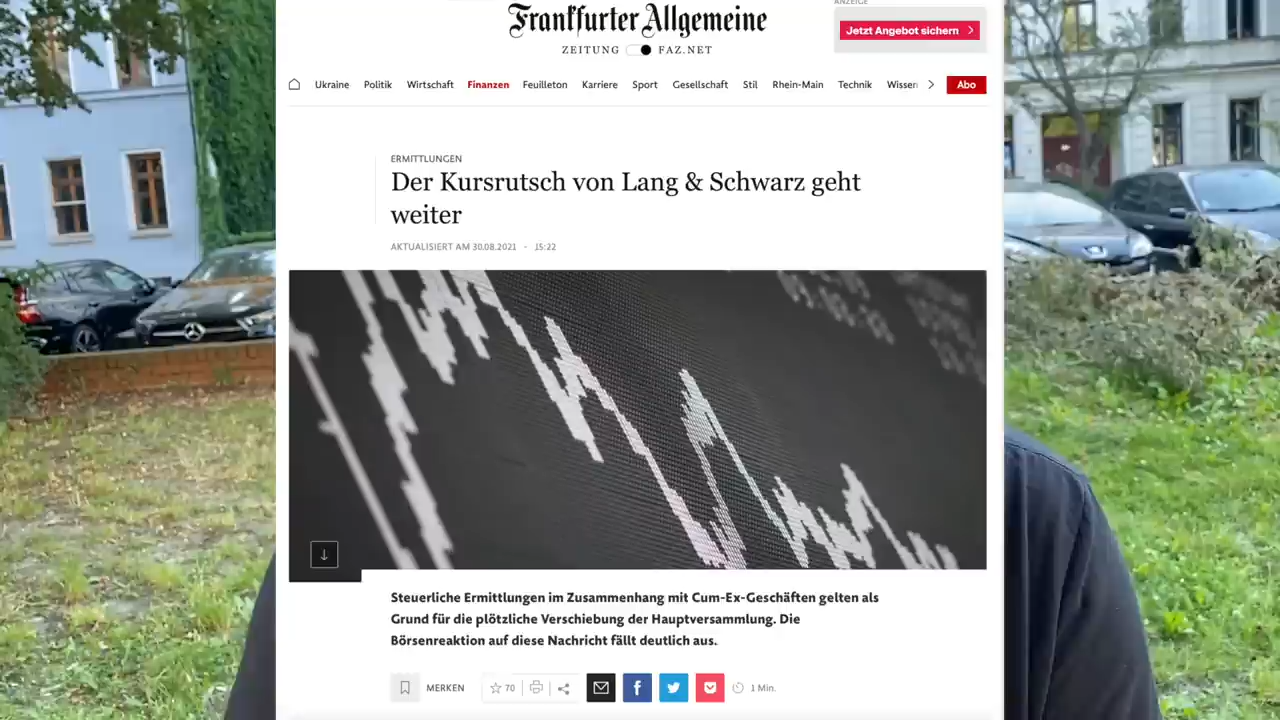 ANZEIGE
Frankfurter Allgemeine
ZEITUNG FAZ.NET
Jetzt Angebot sichern
Ukraine Politik Wirtschaft Finanzen Feuilleton Karriere Sport Gesellschaft Stil Rhein-Main Technik Wissen Abo
ERMITTLUNGEN
Der Kursrutsch von Lang & Schwarz geht
weiter
AKTUALISIERT AM 30.08.2021 - 15:22
Steuerliche Ermittlungen im Zusammenhang mit Cum-Ex-Geschäften gelten als
Grund für die plötzliche Verschiebung der Hauptversammlung. Die
Börsenreaktion auf diese Nachricht fällt deutlich aus.
MERKEN 70 1 Min.